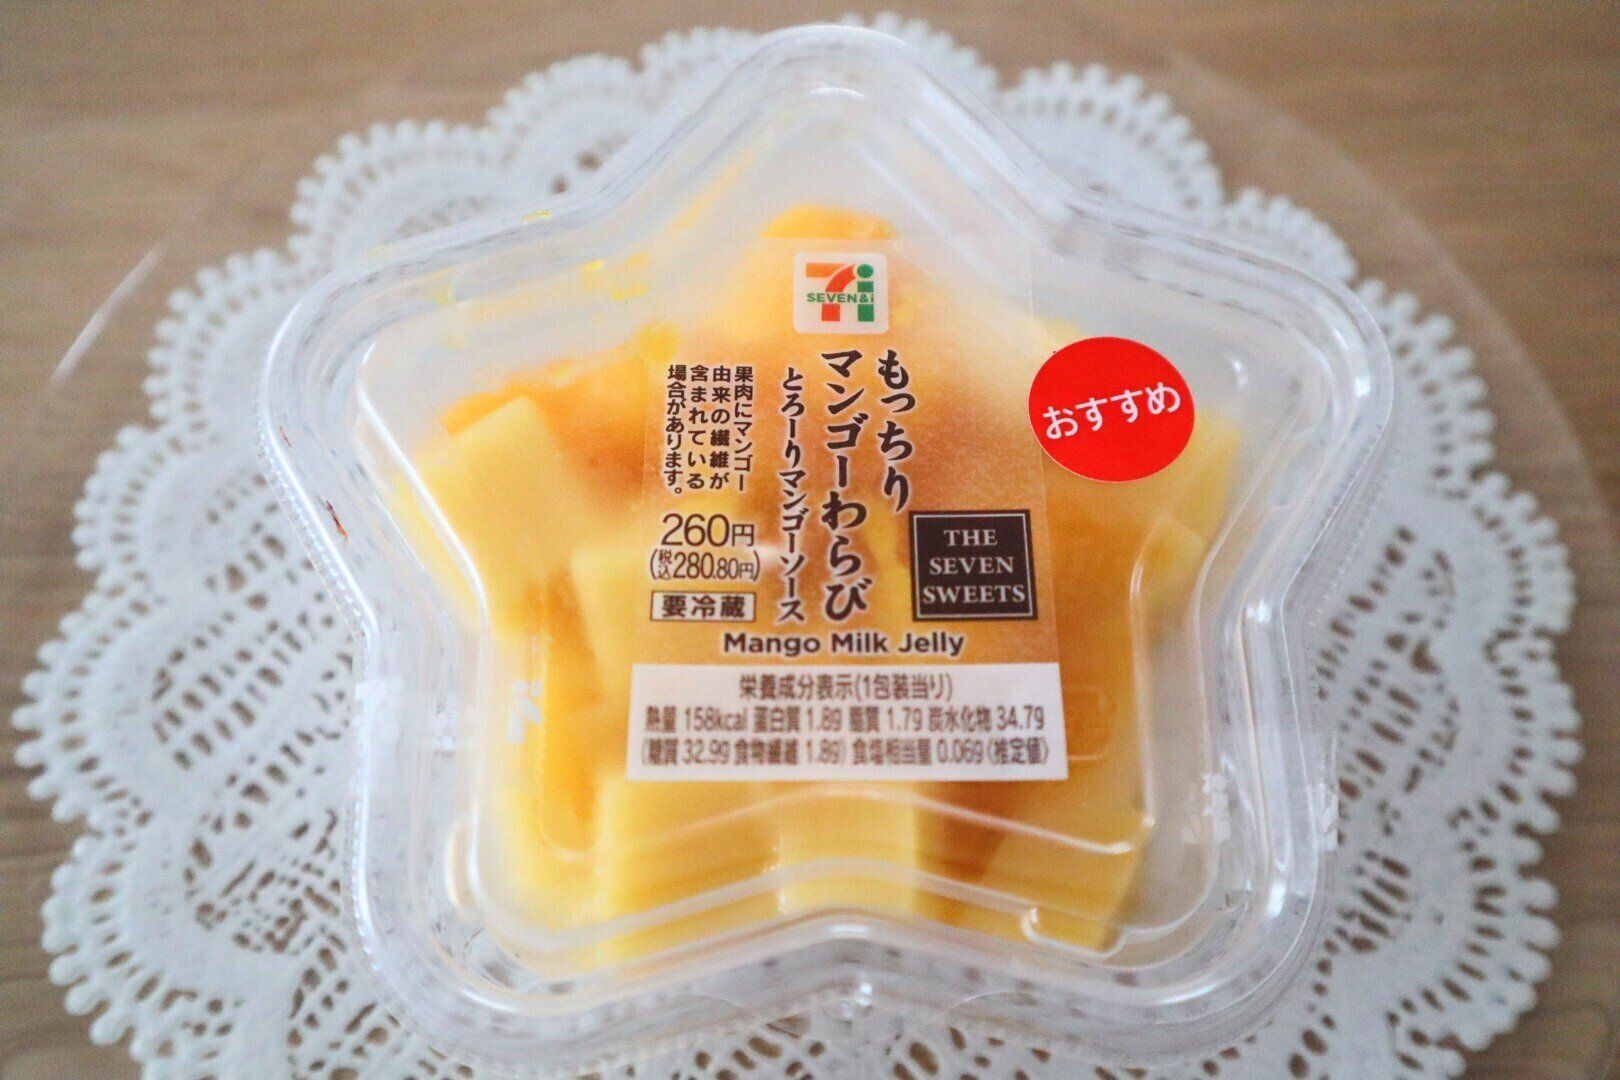 SEVEN&i
もっちり
マンゴーわらび
とろーりマンゴーソース
果肉にマンゴー
由来の繊維が
含まれている
場合があります。
260円
(税込280.80円)
要冷蔵
おすすめ
THE
SEVEN
SWEETS
Mango Milk Jelly
栄養成分表示(1包装当り)
熱量 158kcal 蛋白質 1.8g 脂質 1.7g 炭水化物 34.7g
(糖質 32.9g 食物繊維 1.8g) 食塩相当量 0.06g (推定値)